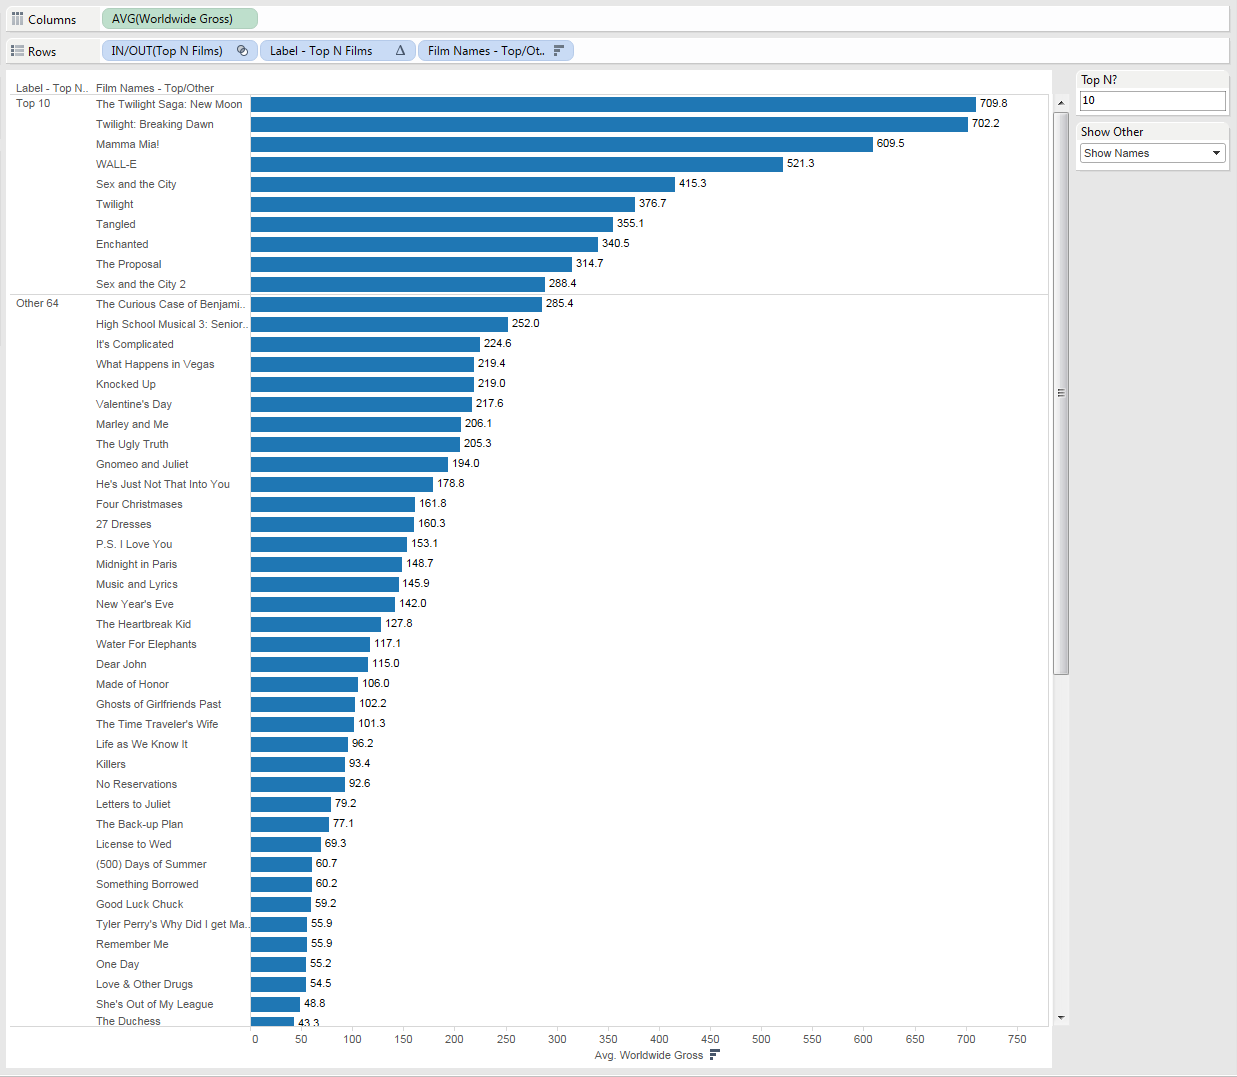 Columns AVG(Worldwide Gross)
Rows IN/OUT(Top N Films) Label - Top N Films Film Names - Top/Ot..
Top N?
10
Show Other
Show Names
Label - Top N.. Film Names - Top/Other
Top 10 The Twilight Saga: New Moon 709.8
Twilight: Breaking Dawn 702.2
Mamma Mia! 609.5
WALL-E 521.3
Sex and the City 415.3
Twilight 376.7
Tangled 355.1
Enchanted 340.5
The Proposal 314.7
Sex and the City 2 288.4
Other 64 The Curious Case of Benjami.. 285.4
High School Musical 3: Senior.. 252.0
It's Complicated 224.6
What Happens in Vegas 219.4
Knocked Up 219.0
Valentine's Day 217.6
Marley and Me 206.1
The Ugly Truth 205.3
Gnomeo and Juliet 194.0
He's Just Not That Into You 178.8
Four Christmases 161.8
27 Dresses 160.3
P.S. I Love You 153.1
Midnight in Paris 148.7
Music and Lyrics 145.9
New Year's Eve 142.0
The Heartbreak Kid 127.8
Water For Elephants 117.1
Dear John 115.0
Made of Honor 106.0
Ghosts of Girlfriends Past 102.2
The Time Traveler's Wife 101.3
Life as We Know It 96.2
Killers 93.4
No Reservations 92.6
Letters to Juliet 79.2
The Back-up Plan 77.1
License to Wed 69.3
(500) Days of Summer 60.7
Something Borrowed 60.2
Good Luck Chuck 59.2
Tyler Perry's Why Did I get Ma.. 55.9
Remember Me 55.9
One Day 55.2
Love & Other Drugs 54.5
She's Out of My League 48.8
The Duchess 43.3
0 50 100 150 200 250 300 350 400 450 500 550 600 650 700 750
Avg. Worldwide Gross